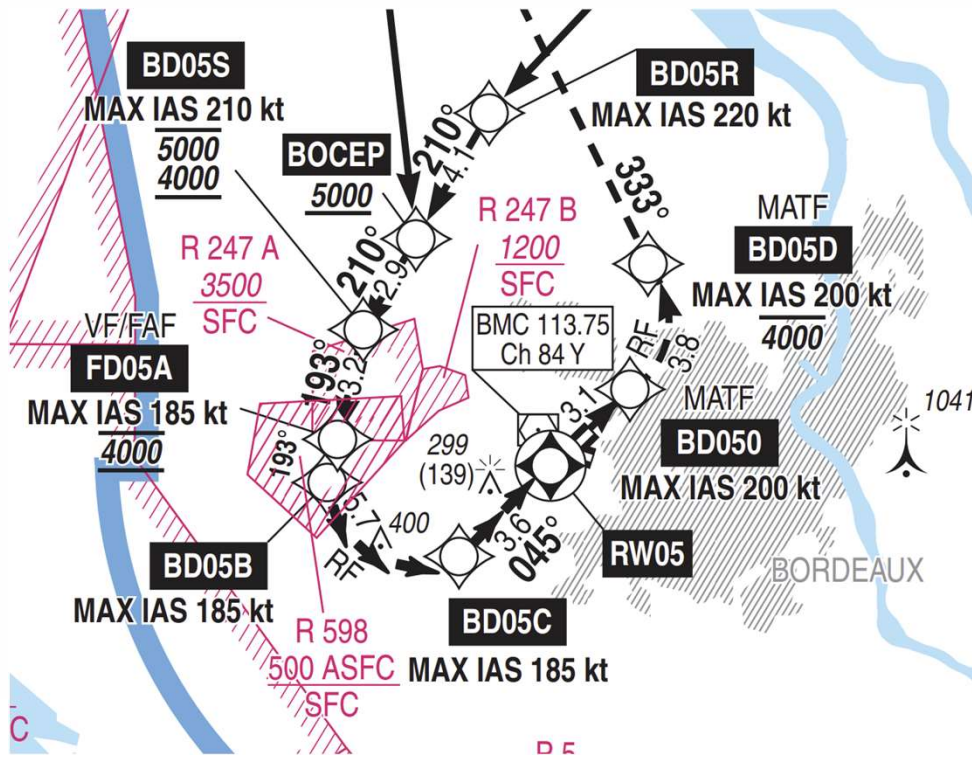 BD05S
MAX IAS 210 kt
5000
4000
BD05R
MAX IAS 220 kt
210°
4.1
BOCEP
5000
333°
R 247 A
3500
SFC
210°
2.9
R 247 B
1200
SFC
MATF
BD05D
MAX IAS 200 kt
4000
VF/FAF
FD05A
MAX IAS 185 kt
4000
193°
3.2
BMC 113.75
Ch 84 Y
RF
3.8
3.1
MATF
BD050
MAX IAS 200 kt
1041
193°
299
(139)
5.7
400
RF
3.6
045°
RW05
BORDEAUX
BD05B
MAX IAS 185 kt
BD05C
MAX IAS 185 kt
R 598
500 ASFC
SFC
C